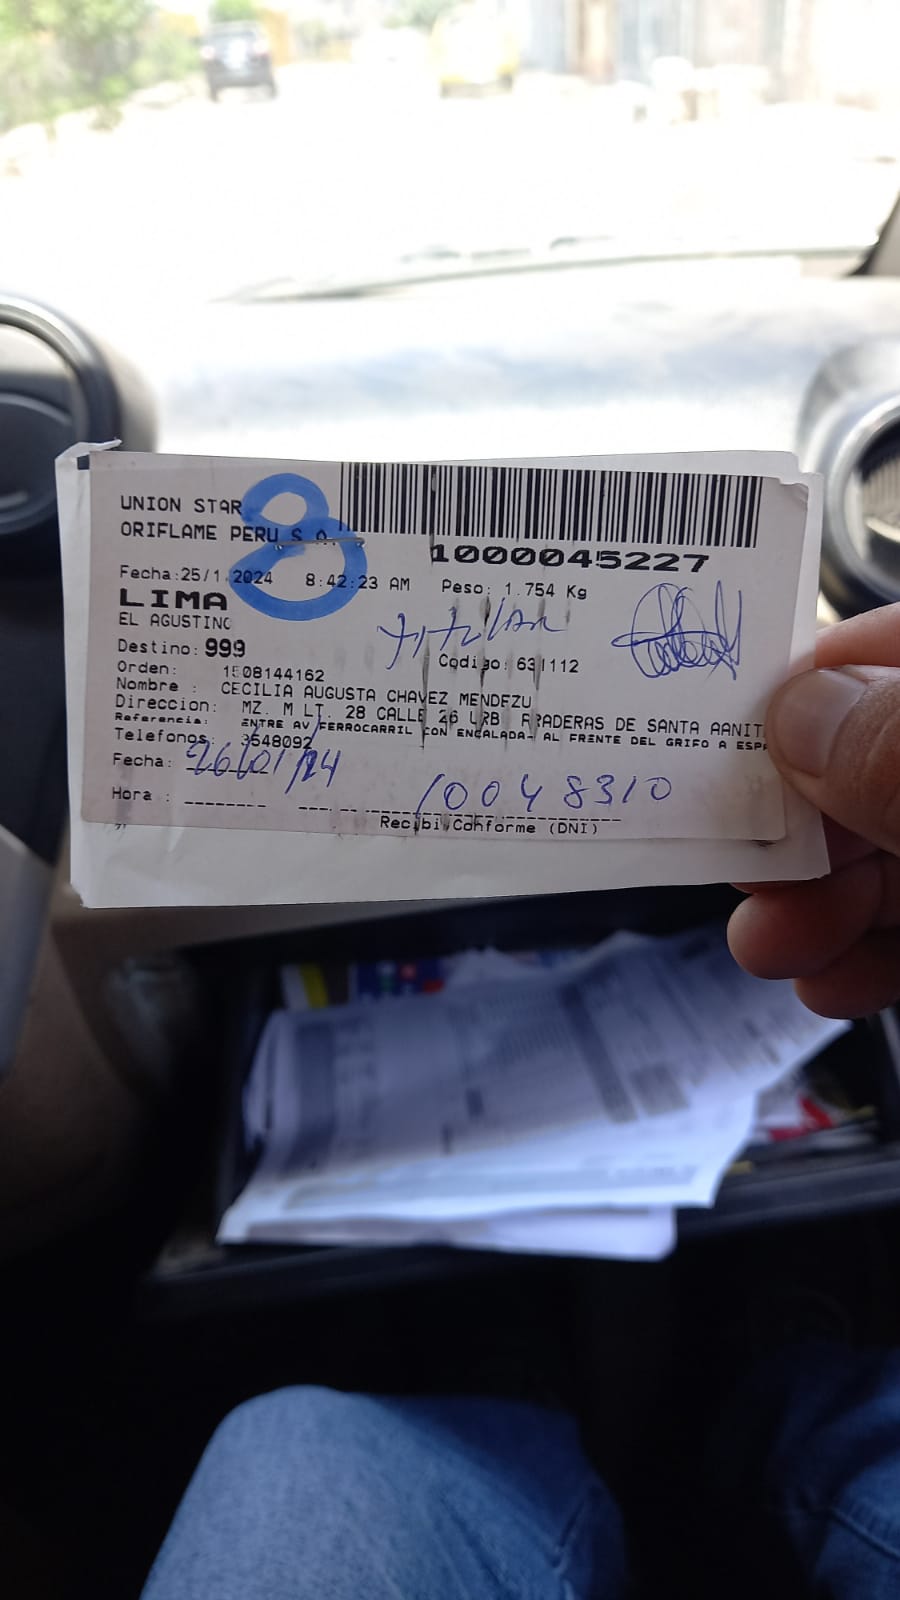 UNION STAR
ORIFLAME PERU S.A.
8
1000045227
Fecha:25/1 2024 8:42:23 AM Peso: 1.754 Kg
LIMA
EL AGUSTINO
Titular
Destino: 999
Código: 631112
Orden: 1508144162
Nombre : CECILIA AUGUSTA CHAVEZ MENDEZU
Direccion: MZ. M LT. 28 CALLE 26 URB PRADERAS DE SANTA AANIT
Referencia: ENTRE AV FERROCARRIL CON ENCALADA- AL FRENTE DEL GRIFO A ESP
Telefonos: 3548092
Fecha: 26/01/24
10048310
Hora :
Recibi Conforme (DNI)